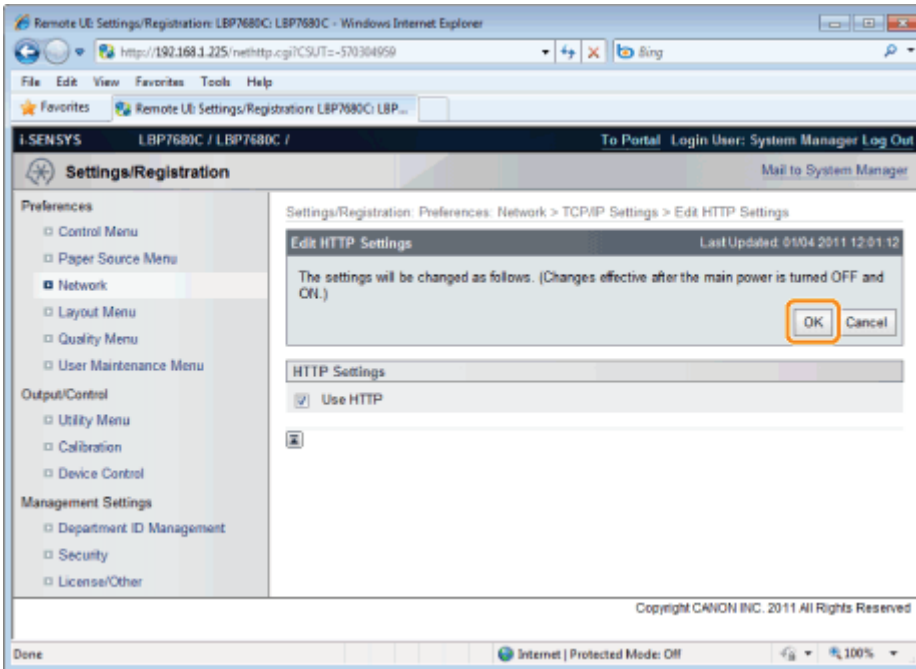 Remote UI: Settings/Registration: LBP7680C: LBP7680C - Windows Internet Explorer
http://192.168.1.225/nethttp.cgi?CSUT=-570304959
Bing
File Edit View Favorites Tools Help
Favorites Remote UI: Settings/Registration: LBP7680C: LBP...
i-SENSYS LBP7680C / LBP7680C / To Portal Login User: System Manager Log Out
Settings/Registration Mail to System Manager
Preferences
Control Menu
Paper Source Menu
Network
Layout Menu
Quality Menu
User Maintenance Menu
Output/Control
Utility Menu
Calibration
Device Control
Management Settings
Department ID Management
Security
License/Other
Settings/Registration: Preferences: Network > TCP/IP Settings > Edit HTTP Settings
Edit HTTP Settings Last Updated: 01/04 2011 12:01:12
The settings will be changed as follows. (Changes effective after the main power is turned OFF and
ON.)
OK Cancel
HTTP Settings
Use HTTP
Copyright CANON INC. 2011 All Rights Reserved
Done Internet | Protected Mode: Off 100%